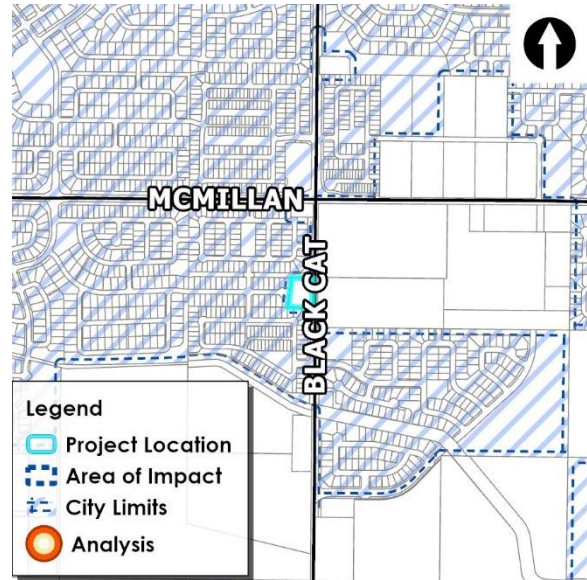 MCMILLAN
BLACK CAT
Legend
Project Location
Area of Impact
City Limits
Analysis